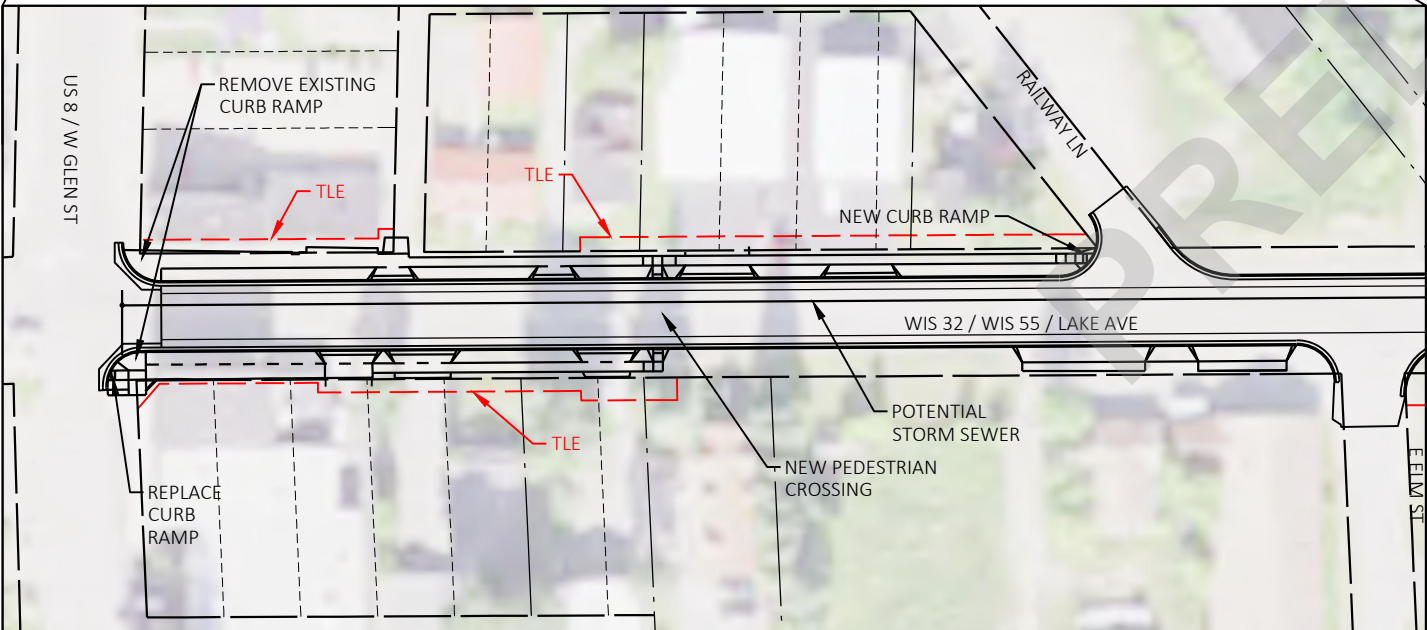 US 8 / W GLEN ST
REMOVE EXISTING
CURB RAMP
TLE
TLE
NEW CURB RAMP
RAILWAY LN
WIS 32 / WIS 55 / LAKE AVE
POTENTIAL
STORM SEWER
TLE
NEW PEDESTRIAN
CROSSING
REPLACE
CURB
RAMP
E ELM ST